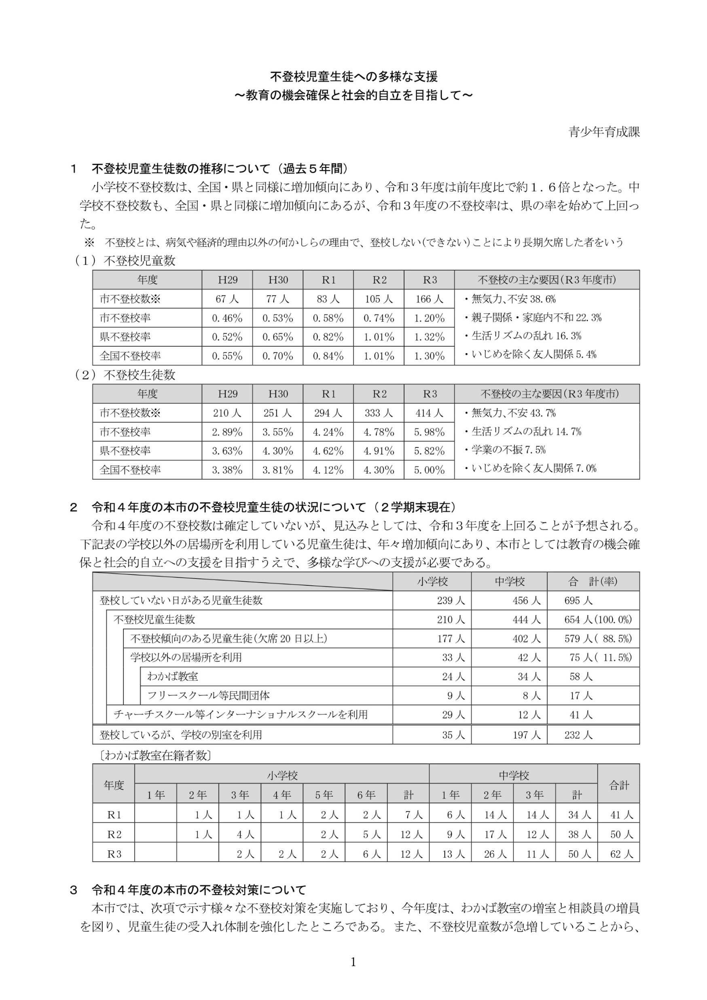 不登校児童生徒への多様な支援
～教育の機会確保と社会的自立を目指して～
青少年育成課
１　不登校児童生徒数の推移について（過去５年間）
小学校不登校数は、全国・県と同様に増加傾向にあり、令和３年度は前年度比で約１.６倍となった。中
学校不登校数も、全国・県と同様に増加傾向にあるが、令和３年度の不登校率は、県の率を始めて上回っ
た。
※　不登校とは、病気や経済的理由以外の何かしらの理由で、登校しない(できない)ことにより長期欠席した者をいう
（１）不登校児童数
年度 H29 H30 R1 R2 R3 不登校の主な要因(R3 年度市)
市不登校数※ 67 人 77 人 83 人 105 人 166 人 ・無気力、不安 38.6%
市不登校率 0.46% 0.53% 0.58% 0.74% 1.20% ・親子関係・家庭内不和 22.3%
県不登校率 0.52% 0.65% 0.82% 1.01% 1.32% ・生活リズムの乱れ 16.3%
全国不登校率 0.55% 0.70% 0.84% 1.01% 1.30% ・いじめを除く友人関係 5.4%
（２）不登校生徒数
年度 H29 H30 R1 R2 R3 不登校の主な要因(R3 年度市)
市不登校数※ 210 人 251 人 294 人 333 人 414 人 ・無気力、不安 43.7%
市不登校率 2.89% 3.55% 4.24% 4.78% 5.98% ・生活リズムの乱れ 14.7%
県不登校率 3.63% 4.30% 4.62% 4.91% 5.82% ・学業の不振 7.5%
全国不登校率 3.38% 3.81% 4.12% 4.30% 5.00% ・いじめを除く友人関係 7.0%
２　令和４年度の本市の不登校児童生徒の状況について（２学期末現在）
令和４年度の不登校数は確定していないが、見込みとしては、令和３年度を上回ることが予想される。
下記表の学校以外の居場所を利用している児童生徒は、年々増加傾向にあり、本市としては教育の機会確
保と社会的自立への支援を目指すうえで、多様な学びへの支援が必要である。
小学校 中学校 合　計(率)
登校していない日がある児童生徒数 239 人 456 人 695 人
不登校児童生徒数 210 人 444 人 654 人(100.0%)
不登校傾向のある児童生徒(欠席 20 日以上) 177 人 402 人 579 人( 88.5%)
学校以外の居場所を利用 33 人 42 人 75 人( 11.5%)
わかば教室 24 人 34 人 58 人
フリースクール等民間団体 9 人 8 人 17 人
チャーチスクール等インターナショナルスクールを利用 29 人 12 人 41 人
登校しているが、学校の別室を利用 35 人 197 人 232 人
〔わかば教室在籍者数〕
年度 小学校 中学校 合計
１年 ２年 ３年 ４年 ５年 ６年 計 １年 ２年 ３年 計
R1 1 人 1 人 1 人 2 人 2 人 7 人 6 人 14 人 14 人 34 人 41 人
R2 1 人 4 人 2 人 5 人 12 人 9 人 17 人 12 人 38 人 50 人
R3 2 人 2 人 2 人 6 人 12 人 13 人 26 人 11 人 50 人 62 人
３　令和４年度の本市の不登校対策について
本市では、次項で示す様々な不登校対策を実施しており、今年度は、わかば教室の増室と相談員の増員
を図り、児童生徒の受入れ体制を強化したところである。また、不登校児童数が急増していることから、
1